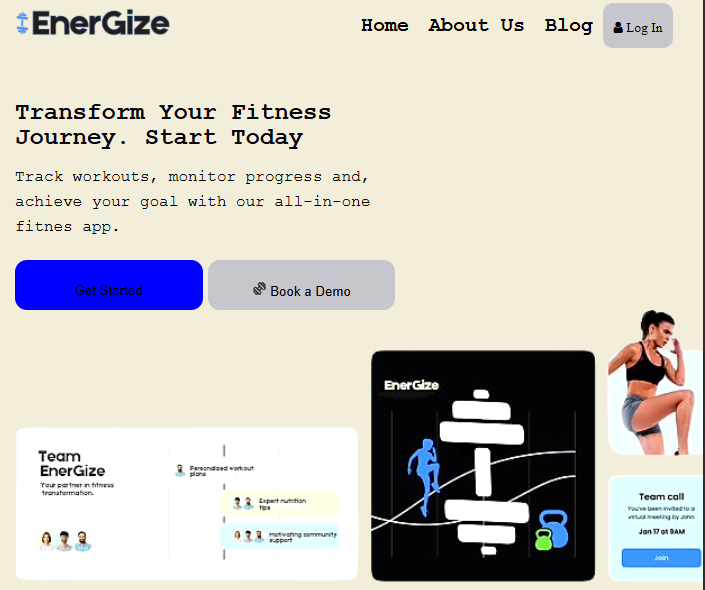 EnerGize
Home About Us Blog Log In
Transform Your Fitness
Journey. Start Today
Track workouts, monitor progress and,
achieve your goal with our all-in-one
fitnes app.
Get Started
Book a Demo
Team
EnerGize
Your partner in fitness
transformation.
Personalized workout
plans
Expert nutrition
tips
Motivating community
support
EnerGize
Team call
You've been invited to a
virtual meeting by John
Jan 17 at 9AM
Join